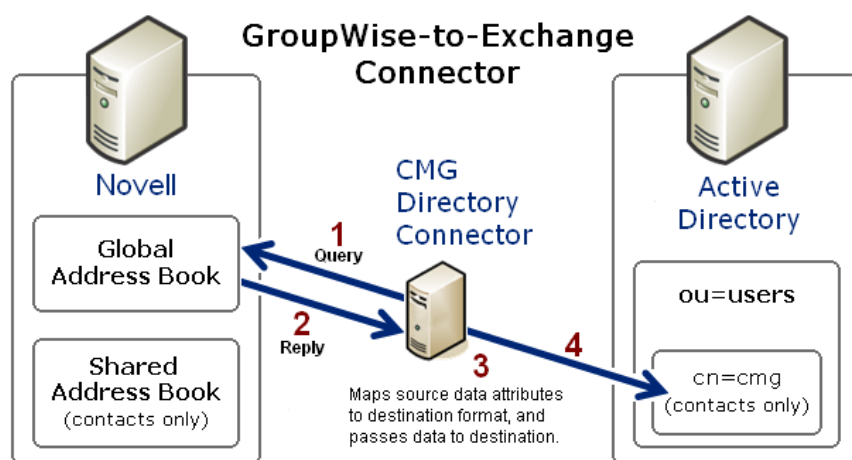 GroupWise-to-Exchange
Connector
Novell
Global
Address Book
Shared
Address Book
(contacts only)
CMG
Directory
Connector
1
Query
2
Reply
3
Maps source data attributes
to destination format, and
passes data to destination.
4
Active
Directory
ou=users
cn=cmg
(contacts only)